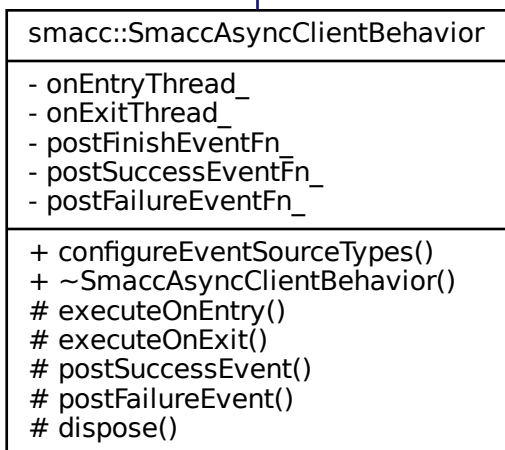 smacc::SmaccAsyncClientBehavior
- onEntryThread_
- onExitThread_
- postFinishEventFn_
- postSuccessEventFn_
- postFailureEventFn_
+ configureEventSourceTypes()
+ ~SmaccAsyncClientBehavior()
# executeOnEntry()
# executeOnExit()
# postSuccessEvent()
# postFailureEvent()
# dispose()